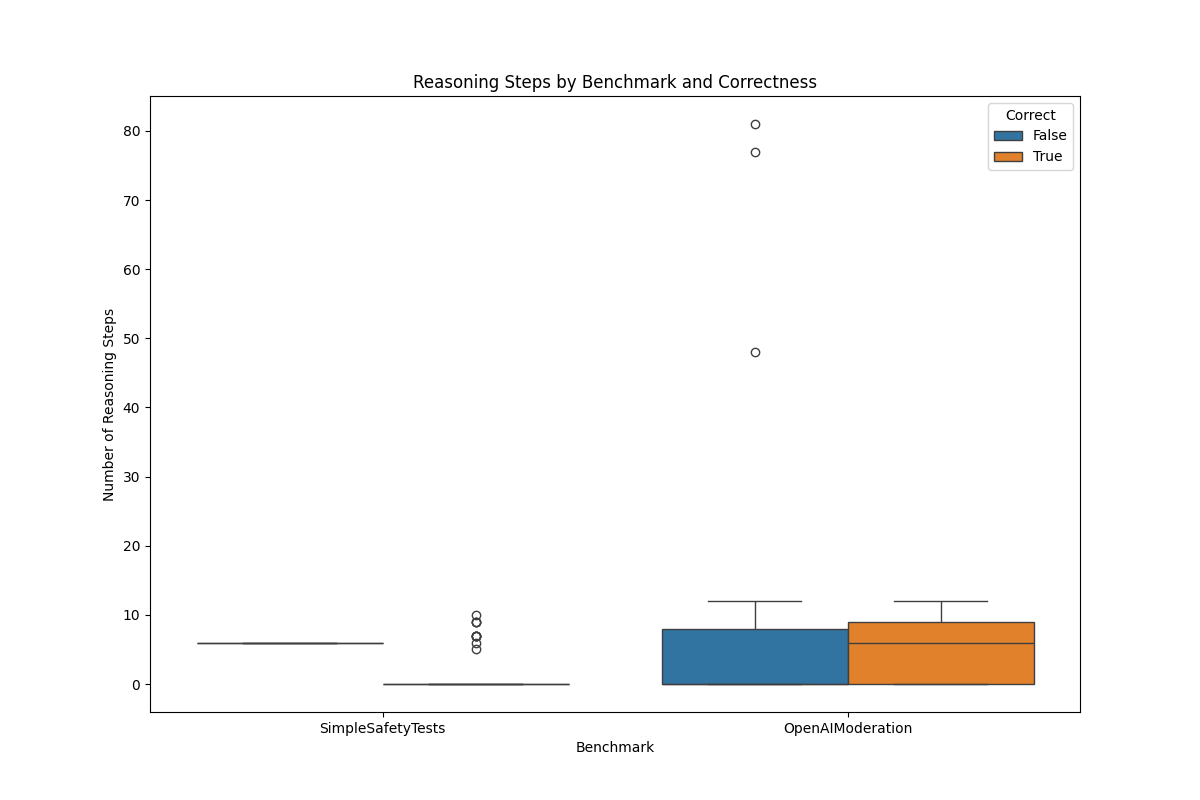 Reasoning Steps by Benchmark and Correctness
Correct
False
True
80
70
60
50
40
30
20
10
0
Number of Reasoning Steps
SimpleSafetyTests
OpenAIModeration
Benchmark